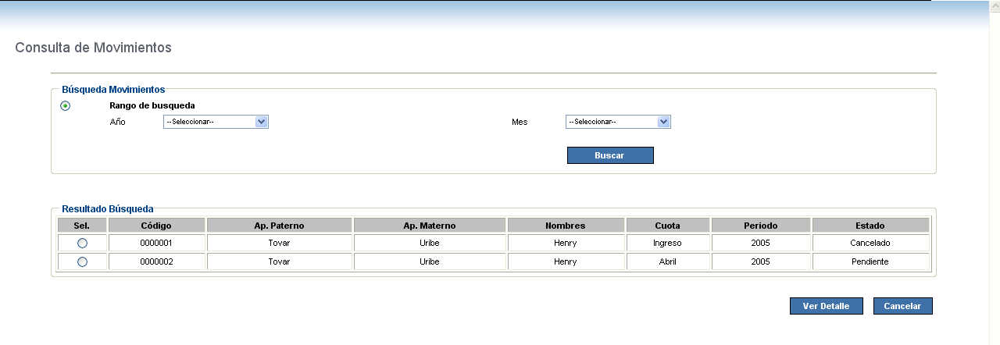 Consulta de Movimientos
Búsqueda Movimientos
Rango de busqueda
Año --Seleccionar-- Mes --Seleccionar--
Buscar
Resultado Búsqueda
Sel. Código Ap. Paterno Ap. Materno Nombres Cuota Periodo Estado
0000001 Tovar Uribe Henry Ingreso 2005 Cancelado
0000002 Tovar Uribe Henry Abril 2005 Pendiente
Ver Detalle Cancelar